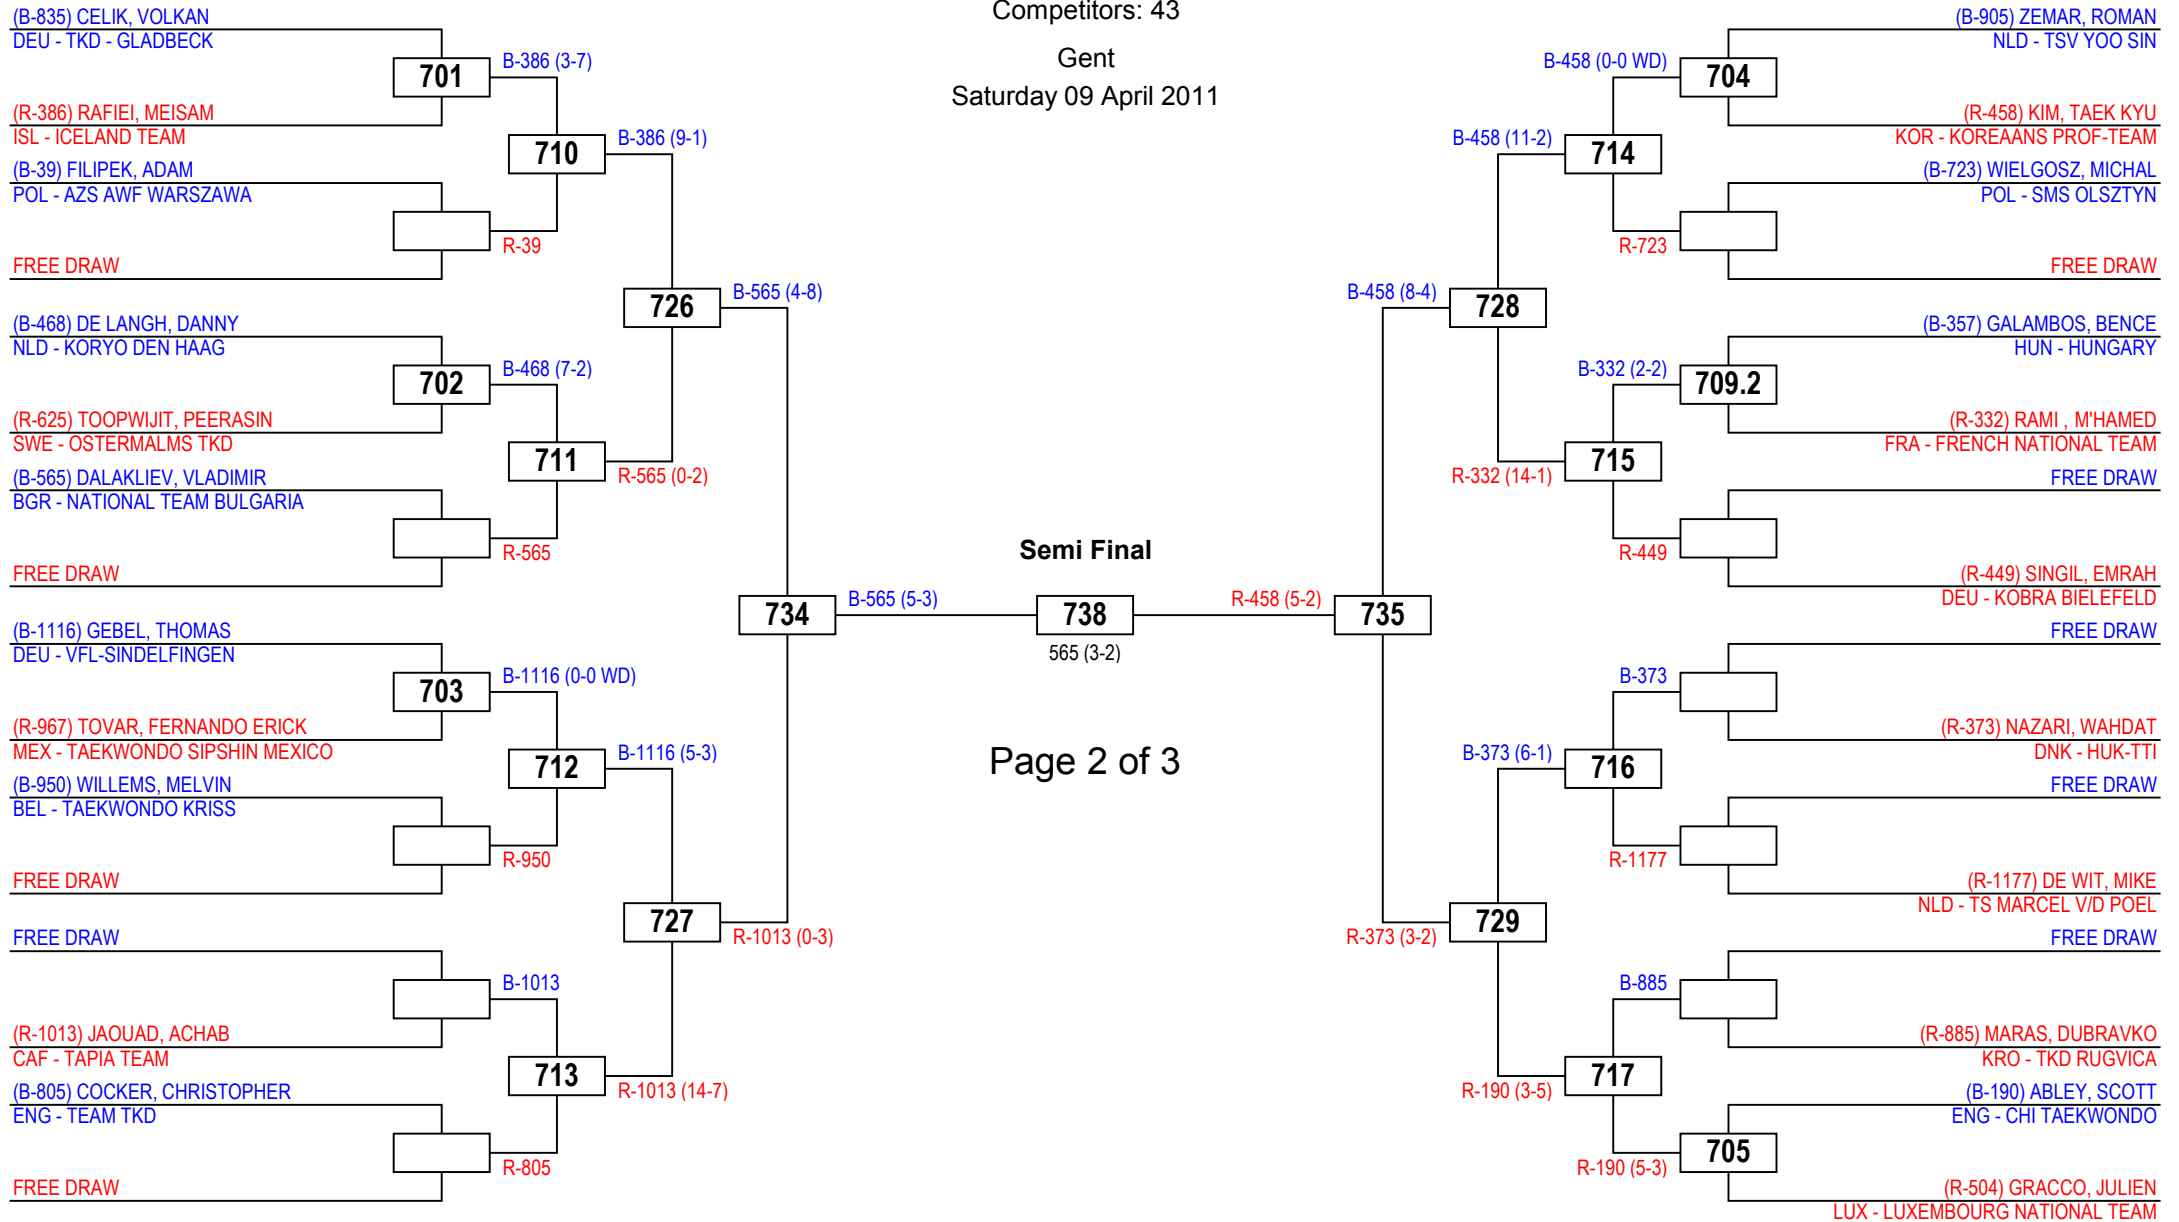 Competitors: 43
Gent
Saturday 09 April 2011
(B-835) CELIK, VOLKAN
DEU - TKD - GLADBECK
701
B-386 (3-7)
(R-386) RAFIEI, MEISAM
ISL - ICELAND TEAM
710
B-386 (9-1)
(B-39) FILIPEK, ADAM
POL - AZS AWF WARSZAWA
R-39
FREE DRAW
726
B-565 (4-8)
(B-468) DE LANGH, DANNY
NLD - KORYO DEN HAAG
702
B-468 (7-2)
(R-625) TOOPWIJIT, PEERASIN
SWE - OSTERMALMS TKD
711
R-565 (0-2)
(B-565) DALAKLIEV, VLADIMIR
BGR - NATIONAL TEAM BULGARIA
R-565
FREE DRAW
734
B-565 (5-3)
(B-1116) GEBEL, THOMAS
DEU - VFL-SINDELFINGEN
703
B-1116 (0-0 WD)
(R-967) TOVAR, FERNANDO ERICK
MEX - TAEKWONDO SIPSHIN MEXICO
712
B-1116 (5-3)
(B-950) WILLEMS, MELVIN
BEL - TAEKWONDO KRISS
R-950
FREE DRAW
727
R-1013 (0-3)
FREE DRAW
B-1013
(R-1013) JAOUAD, ACHAB
CAF - TAPIA TEAM
713
R-1013 (14-7)
(B-805) COCKER, CHRISTOPHER
ENG - TEAM TKD
R-805
FREE DRAW
Semi Final
738
565 (3-2)
Page 2 of 3
(B-905) ZEMAR, ROMAN
NLD - TSV YOO SIN
B-458 (0-0 WD)
704
(R-458) KIM, TAEK KYU
KOR - KOREAANS PROF-TEAM
B-458 (11-2)
714
(B-723) WIELGOSZ, MICHAL
POL - SMS OLSZTYN
R-723
FREE DRAW
B-458 (8-4)
728
(B-357) GALAMBOS, BENCE
HUN - HUNGARY
B-332 (2-2)
709.2
(R-332) RAMI , M'HAMED
FRA - FRENCH NATIONAL TEAM
R-332 (14-1)
715
FREE DRAW
R-449
(R-449) SINGIL, EMRAH
DEU - KOBRA BIELEFELD
R-458 (5-2)
735
FREE DRAW
B-373
(R-373) NAZARI, WAHDAT
DNK - HUK-TTI
B-373 (6-1)
716
FREE DRAW
R-1177
(R-1177) DE WIT, MIKE
NLD - TS MARCEL V/D POEL
R-373 (3-2)
729
FREE DRAW
B-885
(R-885) MARAS, DUBRAVKO
KRO - TKD RUGVICA
R-190 (3-5)
717
(B-190) ABLEY, SCOTT
ENG - CHI TAEKWONDO
R-190 (5-3)
705
(R-504) GRACCO, JULIEN
LUX - LUXEMBOURG NATIONAL TEAM